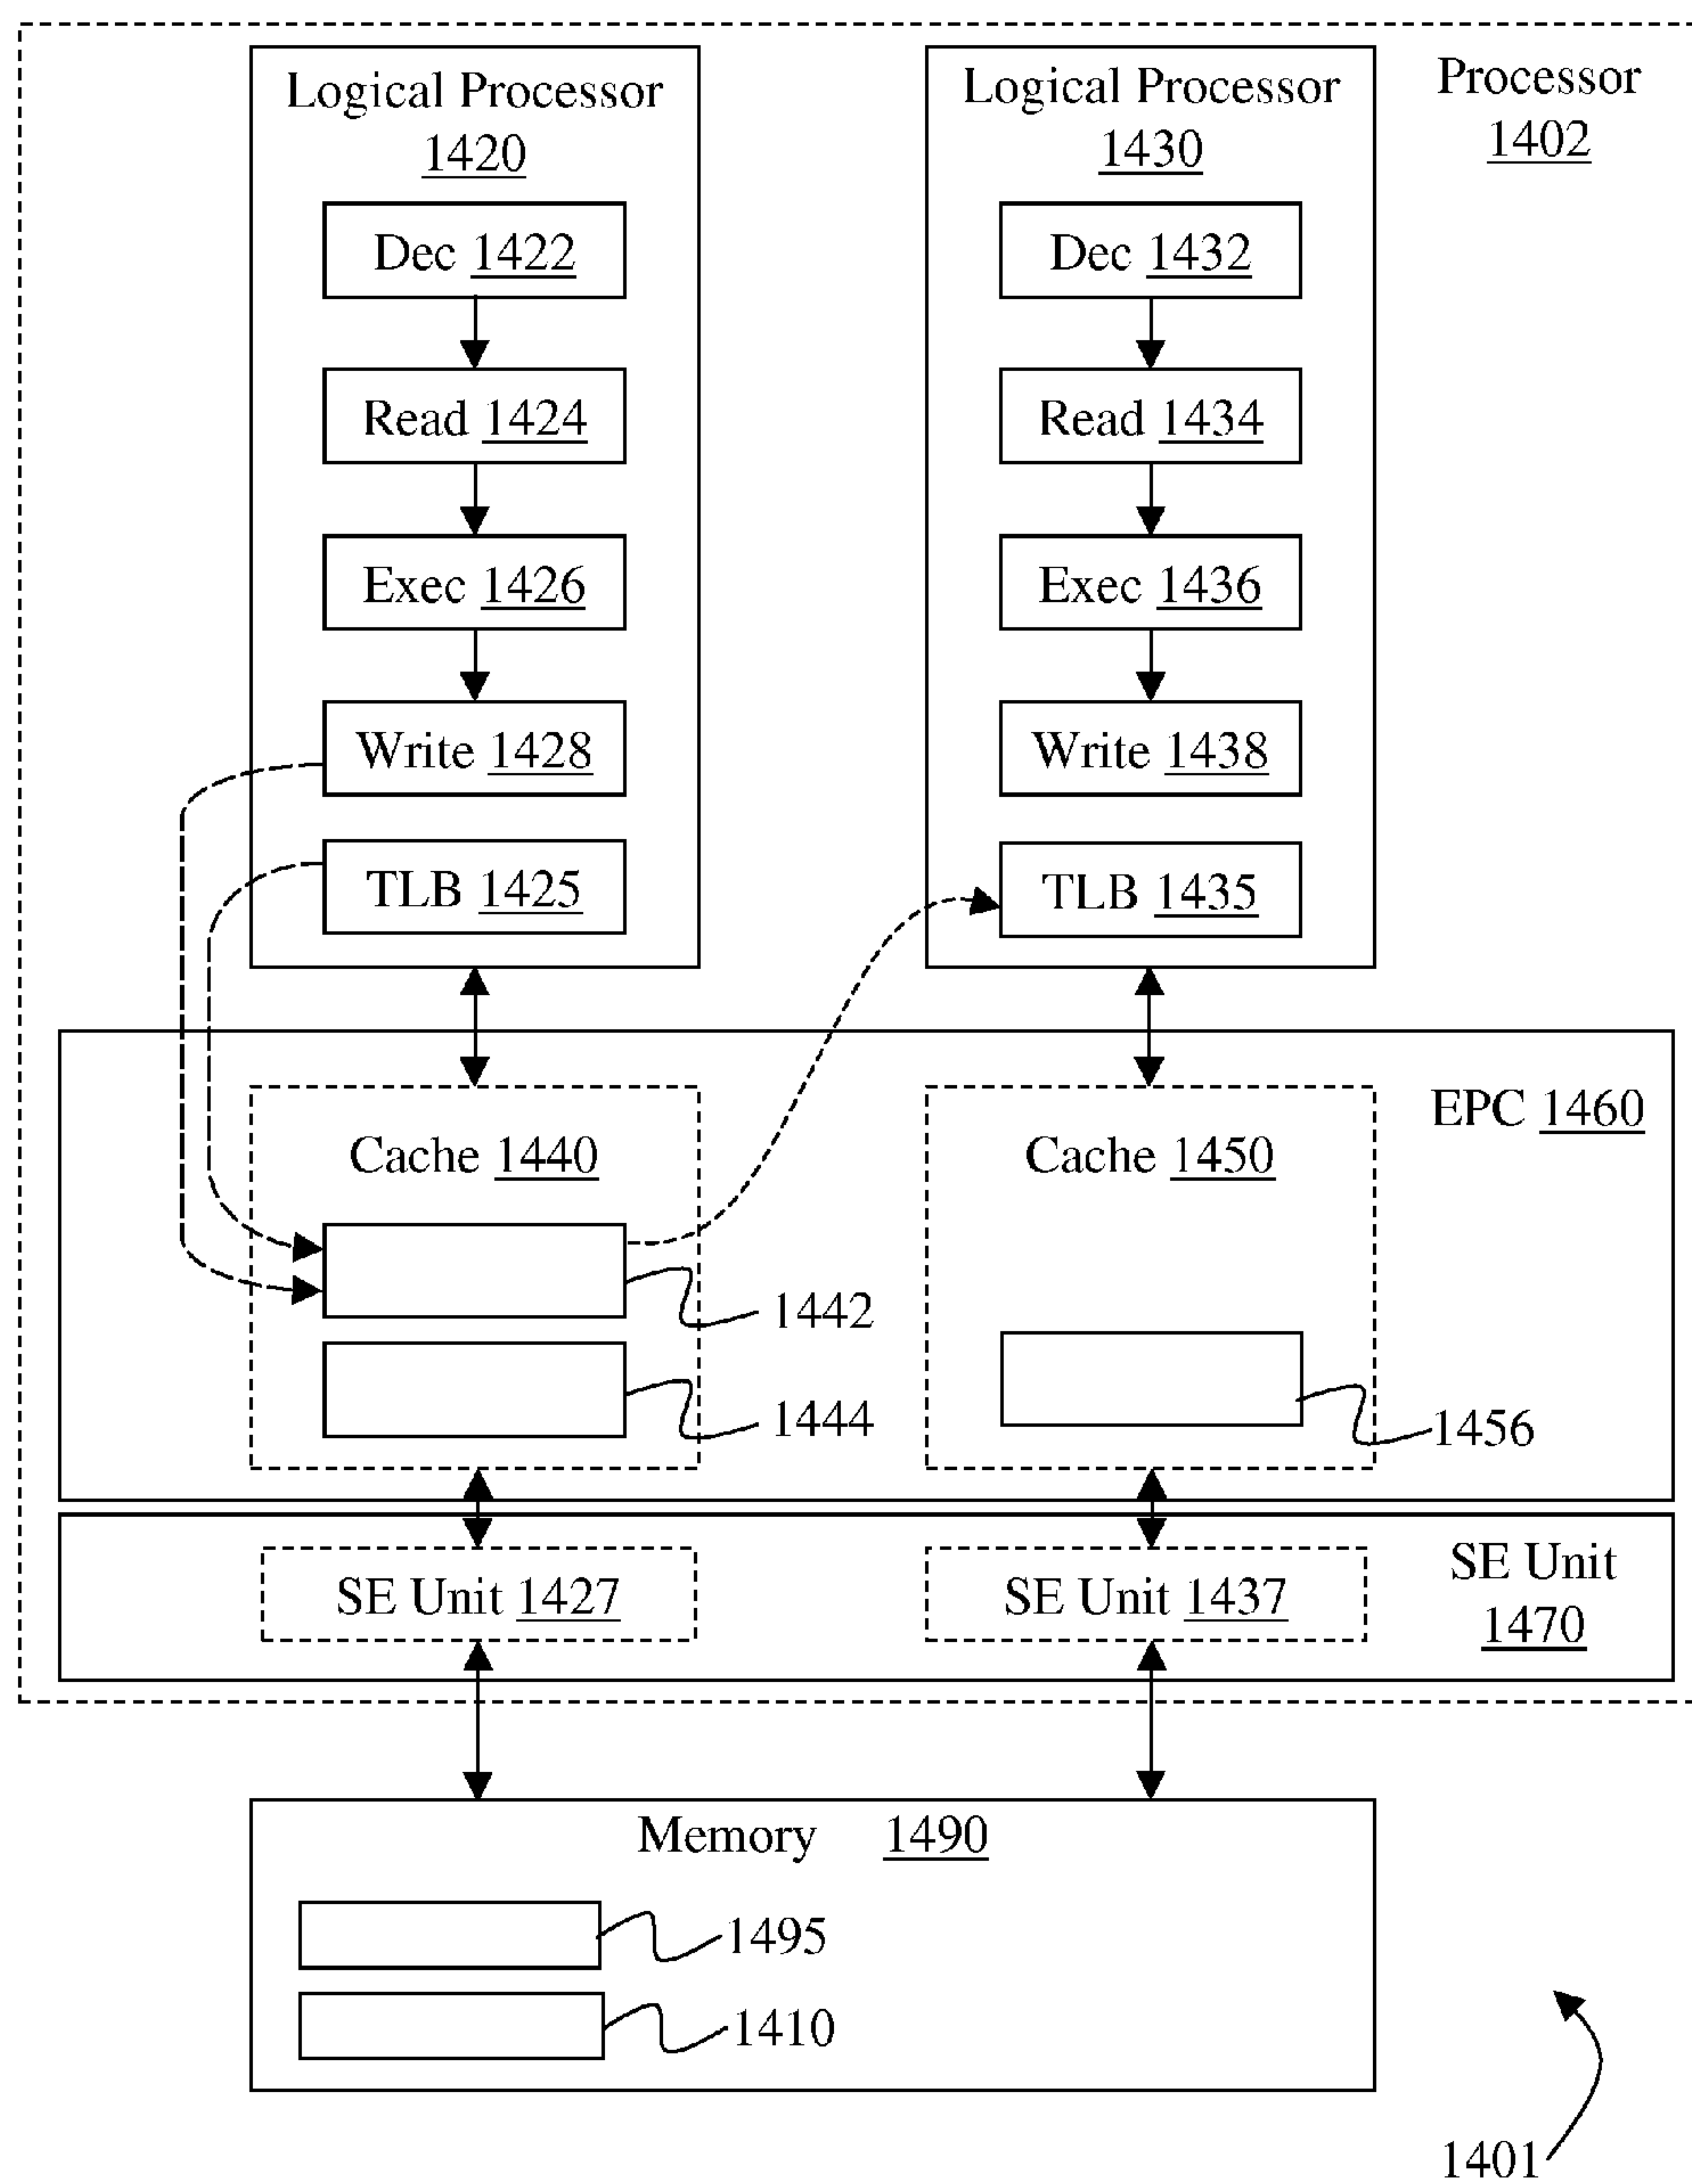 Logical Processor
1420
Dec 1422
Read 1424
Exec 1426
Write 1428
TLB 1425
Logical Processor
1430
Dec 1432
Read 1434
Exec 1436
Write 1438
TLB 1435
Processor
1402
EPC 1460
Cache 1440
1442
1444
Cache 1450
1456
SE Unit 1427
SE Unit 1437
SE Unit
1470
Memory 1490
1495
1410
1401